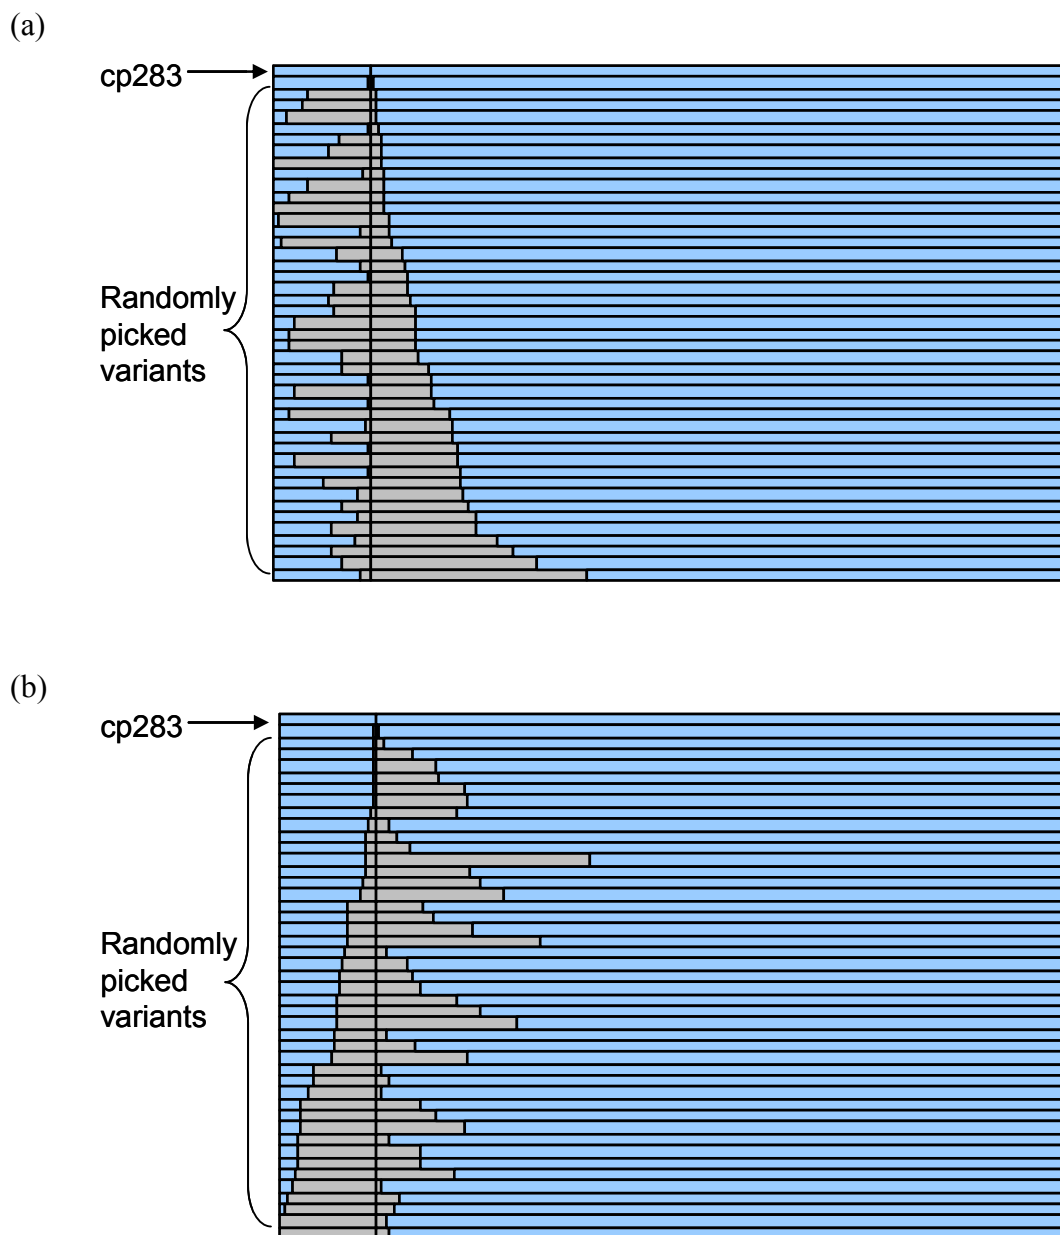 (a)
cp283
Randomly
picked
variants
(b)
cp283
Randomly
picked
variants